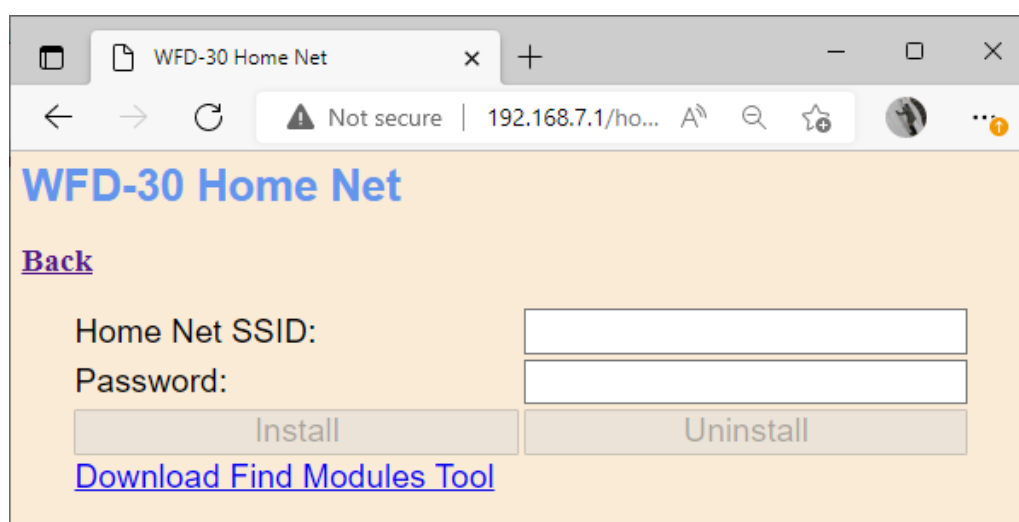 WFD-30 Home Net
Not secure | 192.168.7.1/ho...
WFD-30 Home Net
Back
Home Net SSID:
Password:
Install Uninstall
Download Find Modules Tool